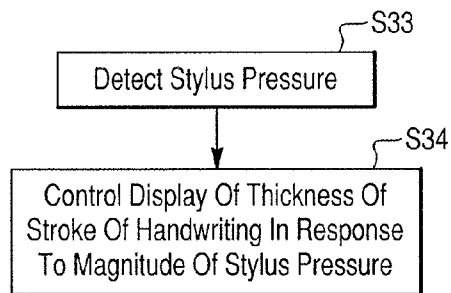 S33
Detect Stylus Pressure
S34
Control Display Of Thickness Of
Stroke Of Handwriting In Response
To Magnitude Of Stylus Pressure